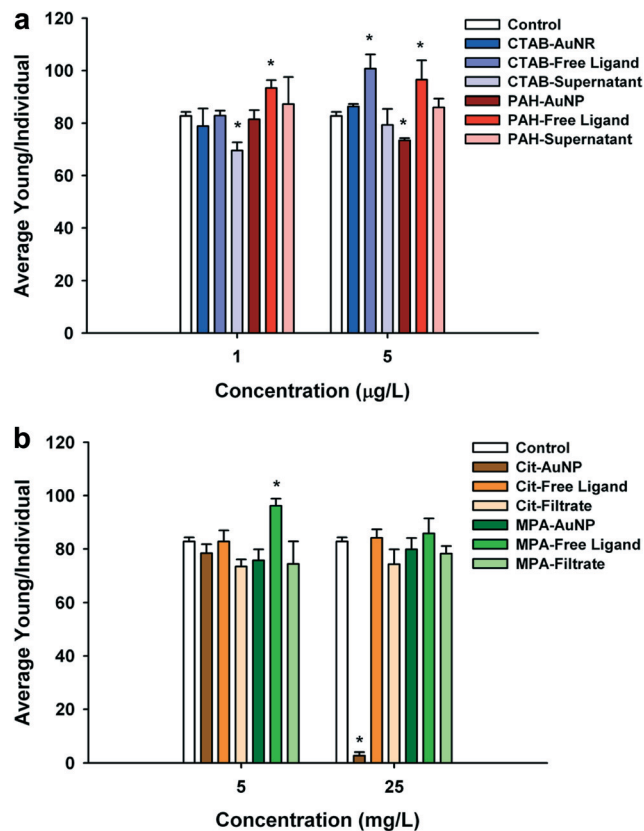 a
120
100
80
60
40
20
0
Average Young/Individual
* * * *
*
Control
CTAB-AuNR
CTAB-Free Ligand
CTAB-Supernatant
PAH-AuNP
PAH-Free Ligand
PAH-Supernatant
1 5
Concentration (µg/L)
b
120
100
80
60
40
20
0
Average Young/Individual
*
*
Control
Cit-AuNP
Cit-Free Ligand
Cit-Filtrate
MPA-AuNP
MPA-Free Ligand
MPA-Filtrate
5 25
Concentration (mg/L)